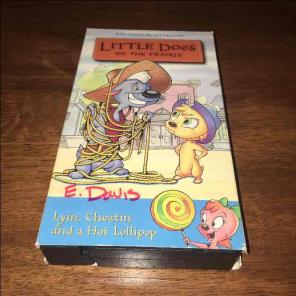 LITTLE DOGS
ON THE PRAIRIE
E. Davis
Lyin', Cheatin'
and a Hot Lollipop